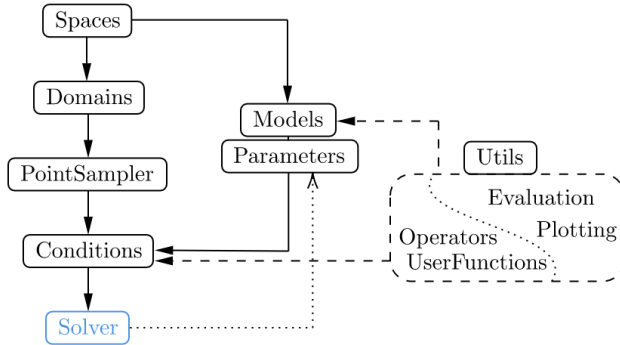 Spaces
Domains
Models
Parameters
Utils
PointSampler
Evaluation
Plotting
Operators
UserFunctions
Conditions
Solver